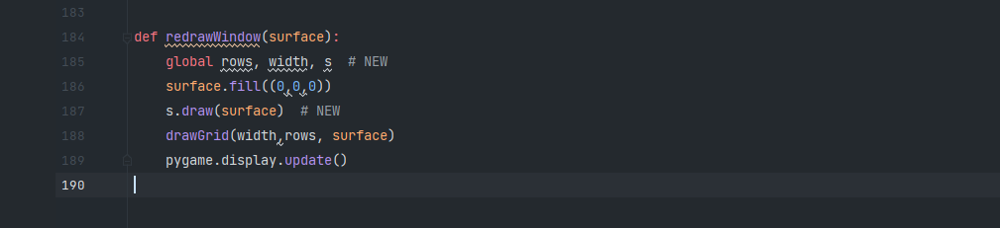 183
184 def redrawWindow(surface):
185 global rows, width, s  # NEW
186 surface.fill((0,0,0))
187 s.draw(surface)  # NEW
188 drawGrid(width,rows, surface)
189 pygame.display.update()
190